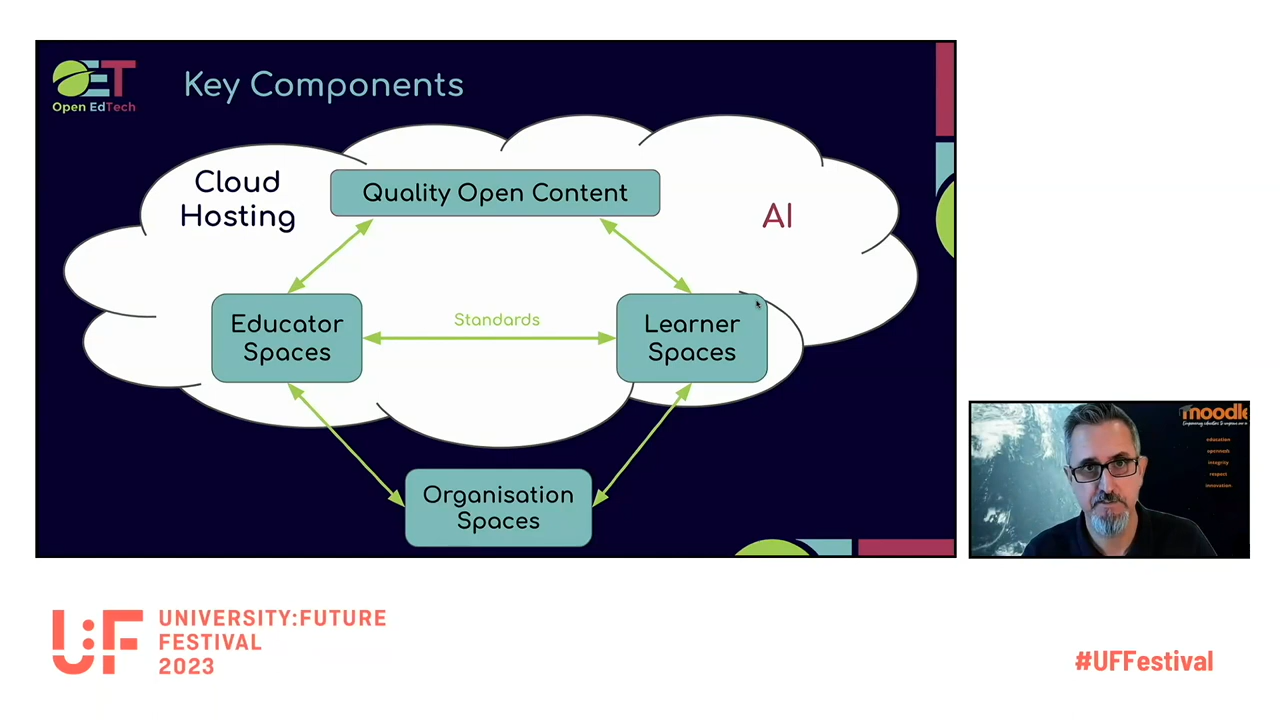 OET
Open EdTech
Key Components
Cloud
Hosting
Quality Open Content
AI
Educator
Spaces
Standards
Learner
Spaces
Organisation
Spaces
moodle
education
openness
integrity
respect
innovation
U:F
UNIVERSITY:FUTURE
FESTIVAL
2023
#UFFestival